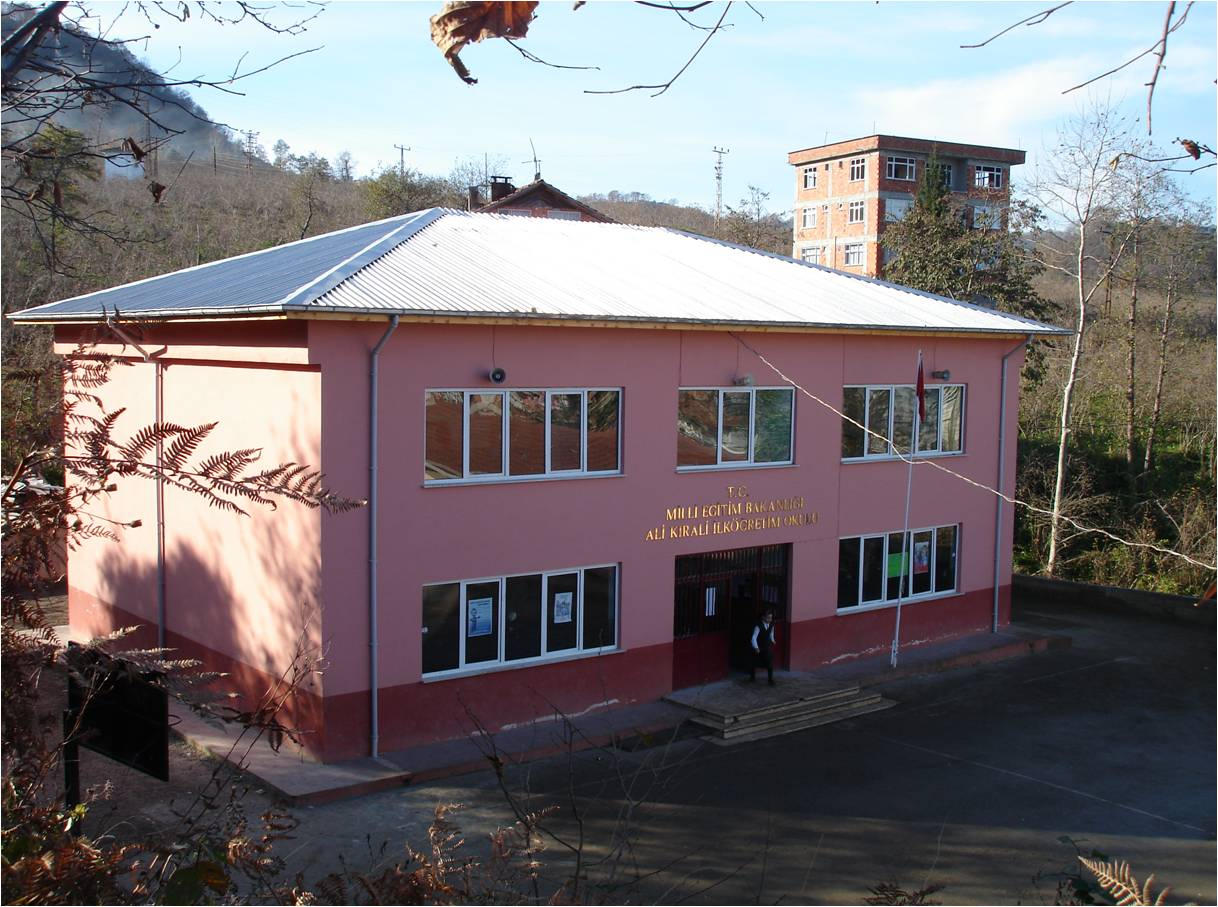 T.C.
MİLLİ EĞİTİM BAKANLIĞI
ALİ KIRALİ İLKÖĞRETİM OKULU